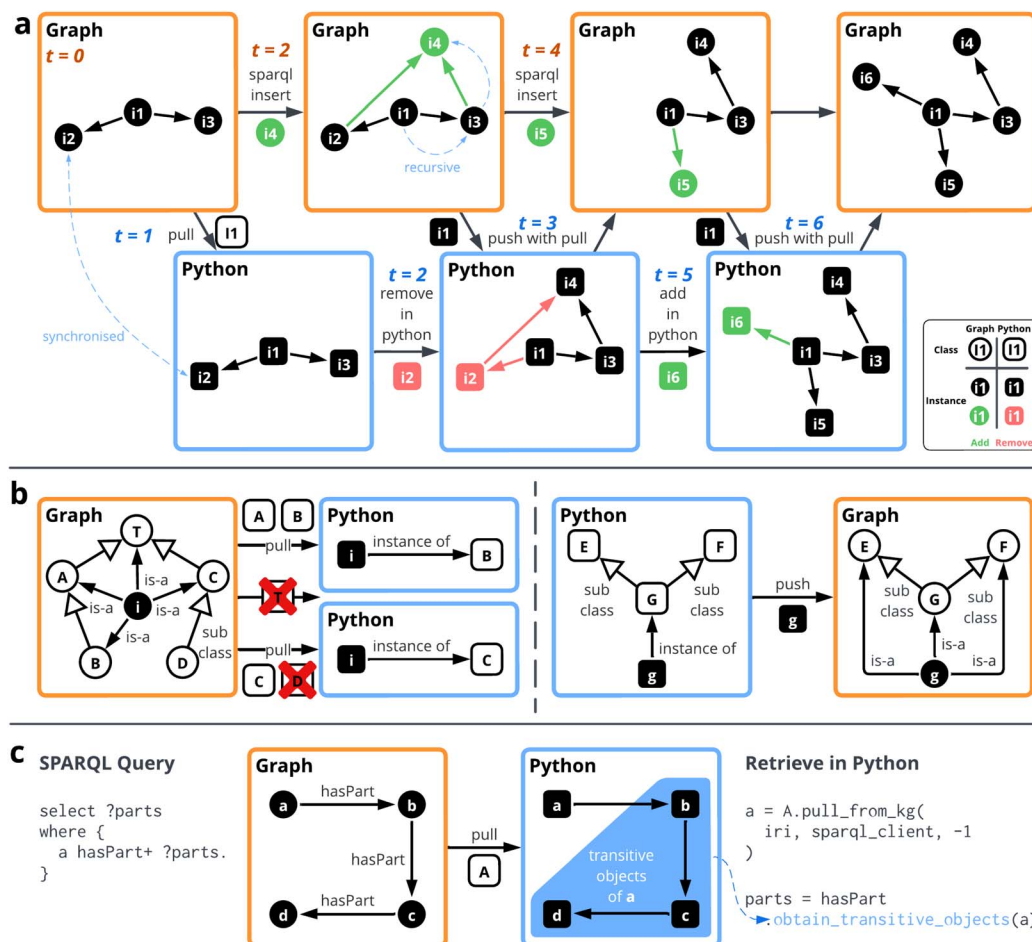 a
Graph
t = 0
i1
i2
i3
t = 2
sparql
insert
i4
Graph
i4
i1
i2
i3
recursive
t = 4
sparql
insert
i5
Graph
i4
i1
i3
i5
Graph
i4
i6
i1
i3
i5
t = 1
pull
I1
synchronised
Python
i1
i2
i3
t = 2
remove
in
python
i2
i1
t = 3
push with pull
Python
i4
i1
i2
i3
t = 5
add
in
python
i6
i1
t = 6
push with pull
Python
i4
i6
i1
i3
i5
Graph Python
Class I1 I1
Instance i1 i1
i1 i1
Add Remove
b
Graph
T
A
C
is-a
is-a
is-a
i
is-a
sub
class
B
D
A B
pull
T
pull
C D
Python
i instance of B
Python
i instance of C
Python
E
F
sub
class
sub
class
G
instance of
g
push
g
Graph
E
F
sub
class
sub
class
G
is-a
is-a
is-a
g
c
SPARQL Query
select ?parts
where {
a hasPart+ ?parts.
}
Graph
a hasPart b
hasPart
d hasPart c
pull
A
Python
a b
transitive
objects
of a
d c
Retrieve in Python
a = A.pull_from_kg(
iri, sparql_client, -1
)
parts = hasPart
.obtain_transitive_objects(a)